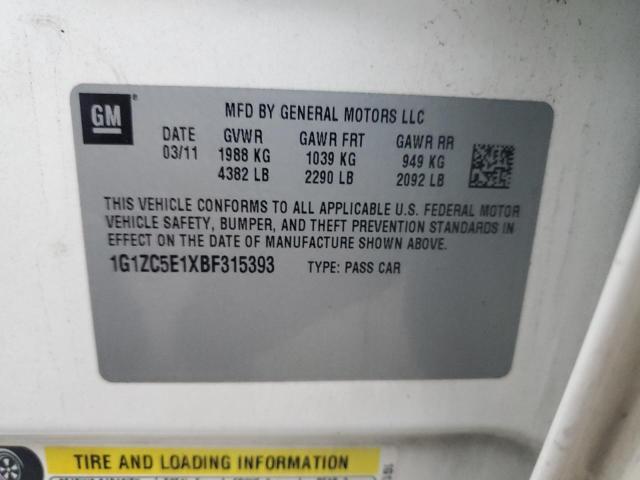 GM
MFD BY GENERAL MOTORS LLC
DATE GVWR GAWR FRT GAWR RR
03/11 1988 KG 1039 KG 949 KG
4382 LB 2290 LB 2092 LB
THIS VEHICLE CONFORMS TO ALL APPLICABLE U.S. FEDERAL MOTOR
VEHICLE SAFETY, BUMPER, AND THEFT PREVENTION STANDARDS IN
EFFECT ON THE DATE OF MANUFACTURE SHOWN ABOVE.
1G1ZC5E1XBF315393 TYPE: PASS CAR
TIRE AND LOADING INFORMATION